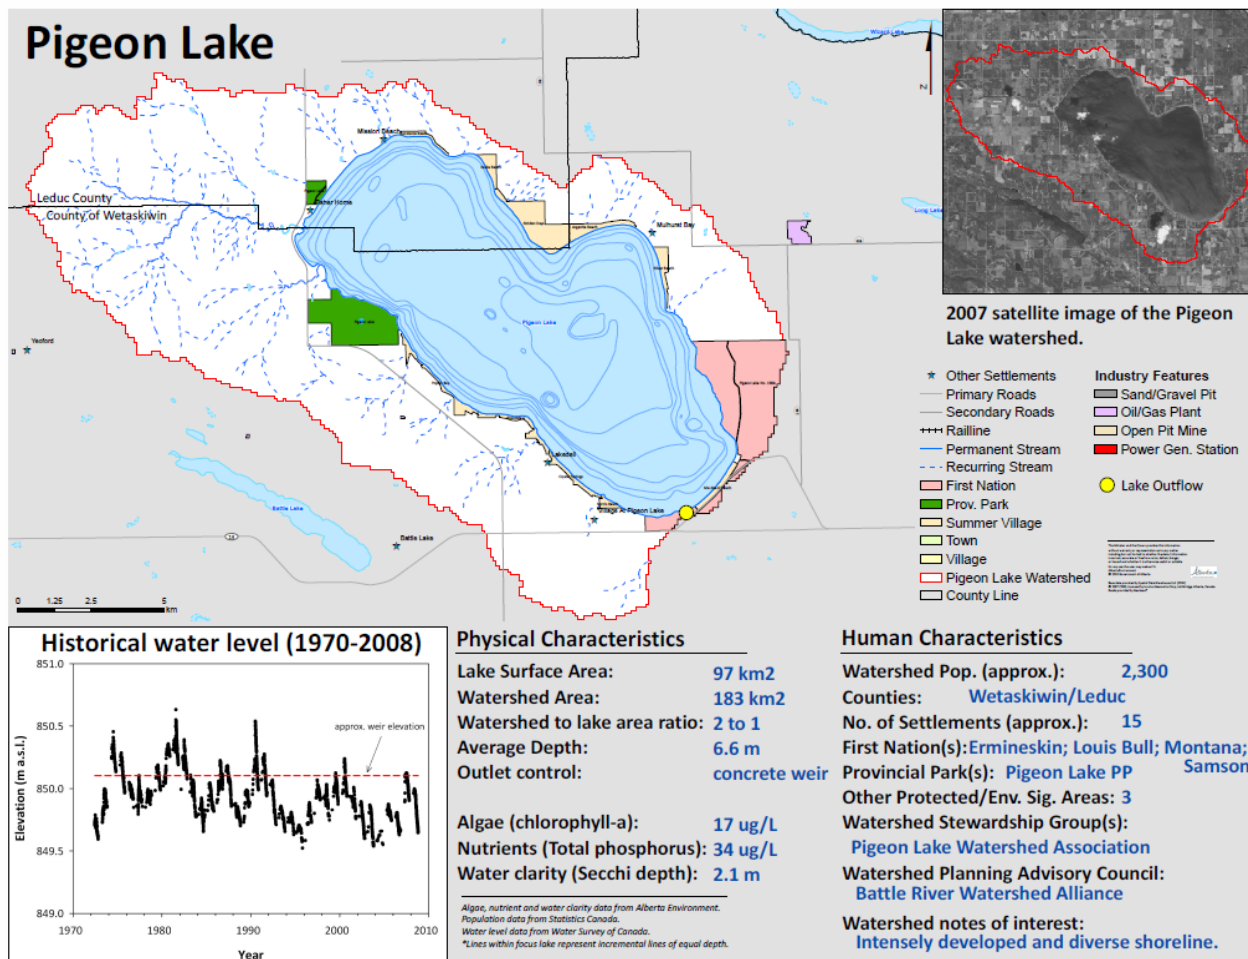 Pigeon Lake
Wizard Lake
N
Mission Beach
Leduc County
County of Wetaskiwin
Fisher Home
Mulhurst Bay
Long Lake
Pigeon Lake
Yeoford
Lakedell
Village At Pigeon Lake
Battle Lake
Battle Lake
0 1.25 2.5 5
km
2007 satellite image of the Pigeon
Lake watershed.
Other Settlements
Primary Roads
Secondary Roads
Railline
Permanent Stream
Recurring Stream
First Nation
Prov. Park
Summer Village
Town
Village
Pigeon Lake Watershed
County Line
Industry Features
Sand/Gravel Pit
Oil/Gas Plant
Open Pit Mine
Power Gen. Station
Lake Outflow
Historical water level (1970-2008)
851.0
850.5
850.0
849.5
849.0
Elevation (m a.s.l.)
approx. weir elevation
1970 1980 1990 2000 2010
Year
Physical Characteristics
Lake Surface Area: 97 km2
Watershed Area: 183 km2
Watershed to lake area ratio: 2 to 1
Average Depth: 6.6 m
Outlet control: concrete weir
Algae (chlorophyll-a): 17 ug/L
Nutrients (Total phosphorus): 34 ug/L
Water clarity (Secchi depth): 2.1 m
Algae, nutrient and water clarity data from Alberta Environment.
Population data from Statistics Canada.
Water level data from Water Survey of Canada.
*Lines within focus lake represent incremental lines of equal depth.
Human Characteristics
Watershed Pop. (approx.): 2,300
Counties: Wetaskiwin/Leduc
No. of Settlements (approx.): 15
First Nation(s): Ermineskin; Louis Bull; Montana;
Samson
Provincial Park(s): Pigeon Lake PP
Other Protected/Env. Sig. Areas: 3
Watershed Stewardship Group(s):
Pigeon Lake Watershed Association
Watershed Planning Advisory Council:
Battle River Watershed Alliance
Watershed notes of interest:
Intensely developed and diverse shoreline.